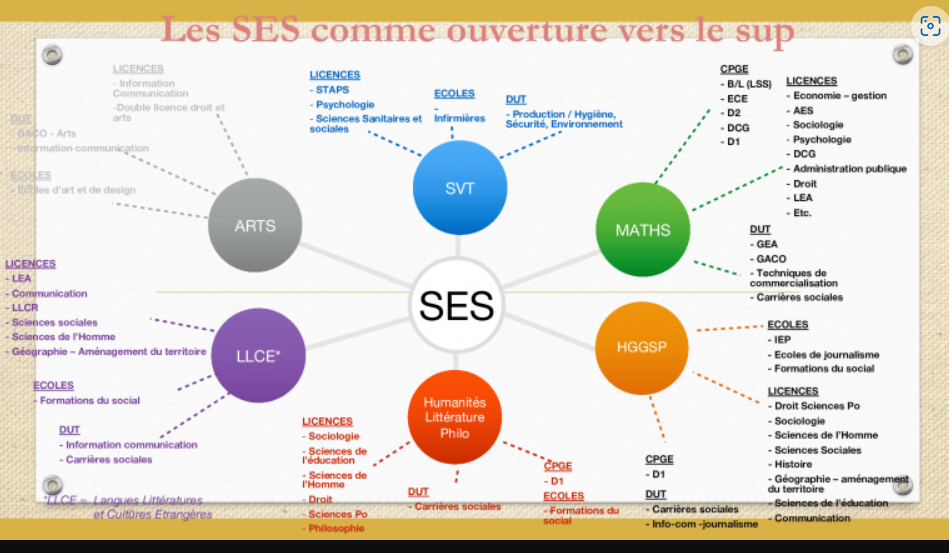 Les SES comme ouverture vers le sup
LICENCES
- Information
Communication
-Double licence droit et
arts
DUT
- GACO - Arts
-Information communication
ECOLES
- Ecoles d'art et de design
ARTS
LICENCES
- STAPS
- Psychologie
- Sciences Sanitaires et
sociales
ECOLES
-
Infirmières
DUT
- Production / Hygiène,
Sécurité, Environnement
SVT
CPGE
- B/L (LSS)
- ECE
- D2
- DCG
- D1
LICENCES
- Economie – gestion
- AES
- Sociologie
- Psychologie
- DCG
- Administration publique
- Droit
- LEA
- Etc.
DUT
- GEA
- GACO
- Techniques de
commercialisation
- Carrières sociales
MATHS
SES
LICENCES
- LEA
- Communication
- LLCR
- Sciences sociales
- Sciences de l'Homme
- Géographie – Aménagement du territoire
ECOLES
- Formations du social
DUT
- Information communication
- Carrières sociales
LLCE*
*LLCE = Langues Littératures
et Cultures Etrangères
Humanités
Littérature
Philo
LICENCES
- Sociologie
- Sciences de
l'éducation
- Sciences de
l'Homme
- Droit
- Sciences Po
- Philosophie
DUT
- Carrières sociales
CPGE
- D1
ECOLES
- Formations du
social
HGGSP
ECOLES
- IEP
- Ecoles de journalisme
- Formations du social
LICENCES
- Droit Sciences Po
- Sociologie
- Sciences de l'Homme
- Sciences Sociales
- Histoire
- Géographie – aménagement
du territoire
- Sciences de l'éducation
- Communication
CPGE
- D1
DUT
- Carrières sociales
- Info-com -journalisme